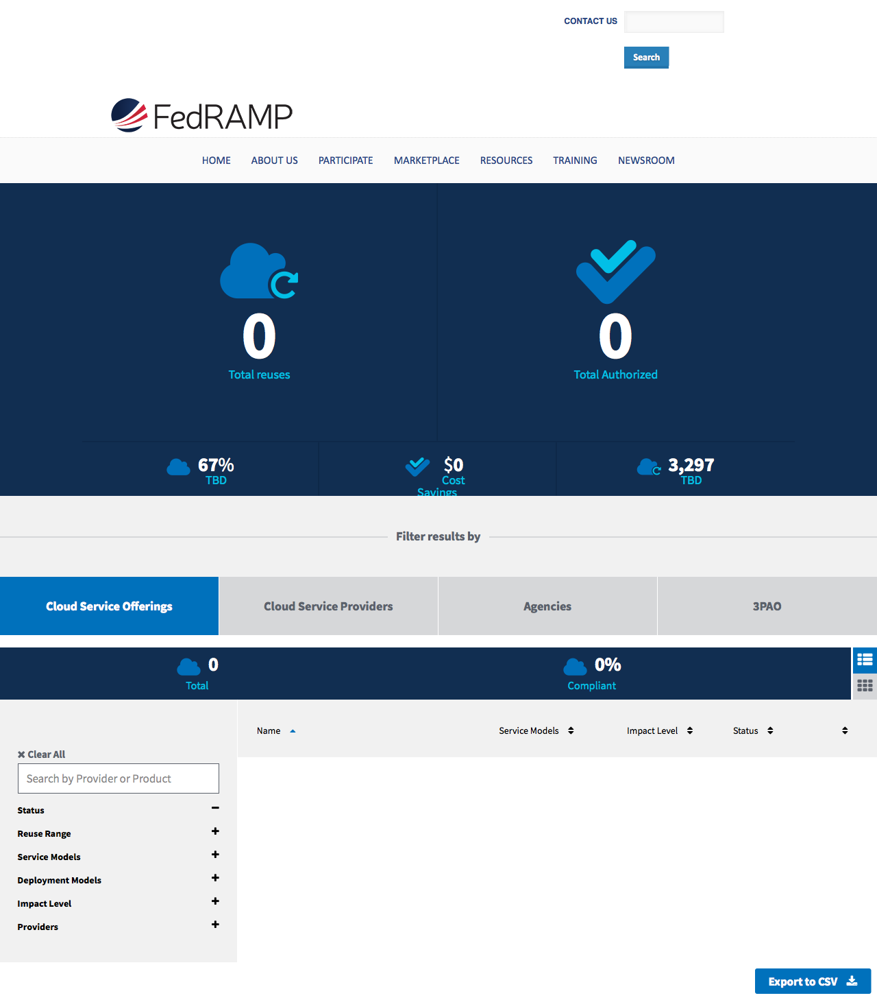 CONTACT US
Search
FedRAMP
HOME ABOUT US PARTICIPATE MARKETPLACE RESOURCES TRAINING NEWSROOM
0 0
Total reuses Total Authorized
67% $0 3,297
TBD Cost TBD
Savings
Filter results by
Cloud Service Offerings Cloud Service Providers Agencies 3PAO
0 0%
Total Compliant
Name Service Models Impact Level Status
Clear All
Search by Provider or Product
Status
Reuse Range
Service Models
Deployment Models
Impact Level
Providers
Export to CSV